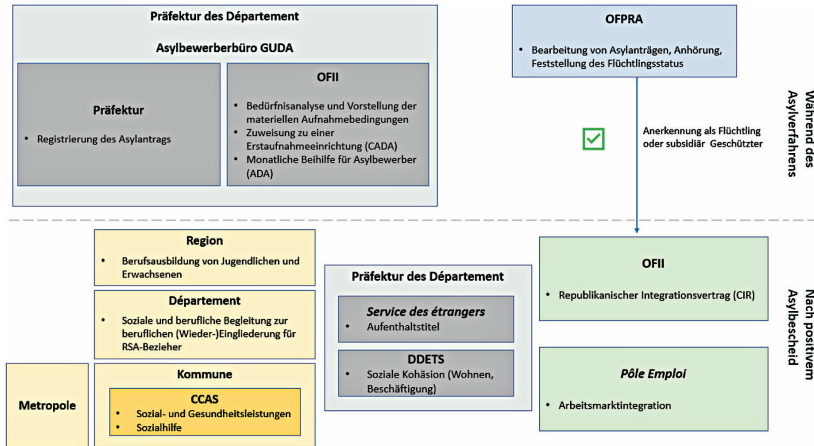 Präfektur des Département
Asylbewerberbüro GUDA
Präfektur
• Registrierung des Asylantrags
OFII
• Bedürfnisanalyse und Vorstellung der
materiellen Aufnahmebedingungen
• Zuweisung zu einer
Erstaufnahmeeinrichtung (CADA)
• Monatliche Beihilfe für Asylbewerber
(ADA)
OFPRA
• Bearbeitung von Asylanträgen, Anhörung,
Feststellung des Flüchtlingsstatus
Anerkennung als Flüchtling
oder subsidiär Geschützter
Während des
Asylverfahrens
Region
• Berufsausbildung von Jugendlichen und
Erwachsenen
Département
• Soziale und berufliche Begleitung zur
beruflichen (Wieder-)Eingliederung für
RSA-Bezieher
Metropole
Kommune
CCAS
• Sozial- und Gesundheitsleistungen
• Sozialhilfe
Präfektur des Département
Service des étrangers
• Aufenthaltstitel
DDETS
• Soziale Kohäsion (Wohnen,
Beschäftigung)
OFII
• Republikanischer Integrationsvertrag (CIR)
Pôle Emploi
• Arbeitsmarktintegration
Nach positivem
Asylbescheid